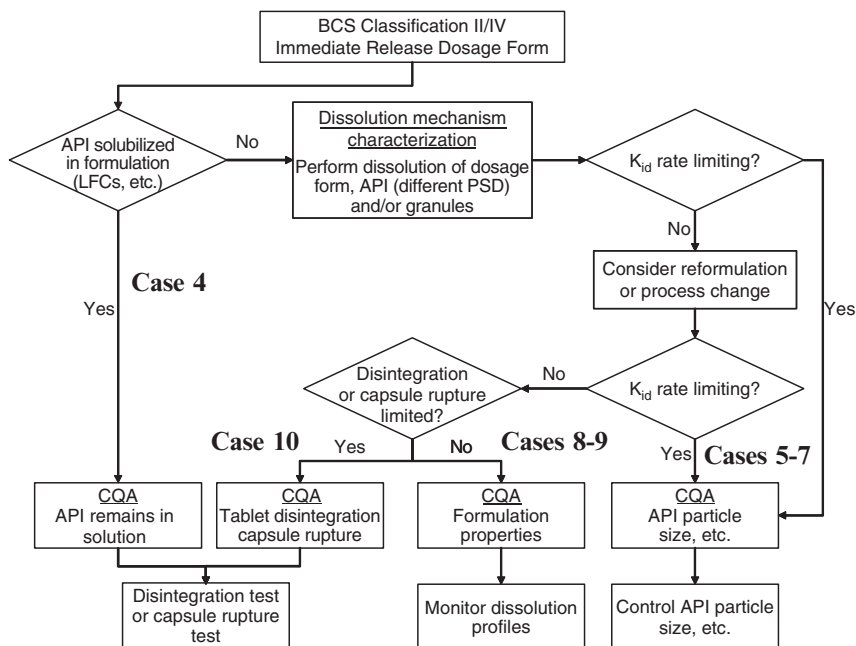 BCS Classification II/IV
Immediate Release Dosage Form
API solubilized
in formulation
(LFCs, etc.)
No
Dissolution mechanism
characterization
Perform dissolution of dosage
form, API (different PSD)
and/or granules
Kid rate limiting?
No
Yes
Case 4
Yes
Consider reformulation
or process change
Disintegration
or capsule rupture
limited?
No
Kid rate limiting?
Case 10
Yes
No
Cases 8-9
Yes
Cases 5-7
CQA
API remains in
solution
CQA
Tablet disintegration
capsule rupture
CQA
Formulation
properties
CQA
API particle
size, etc.
Disintegration test
or capsule rupture
test
Monitor dissolution
profiles
Control API particle
size, etc.